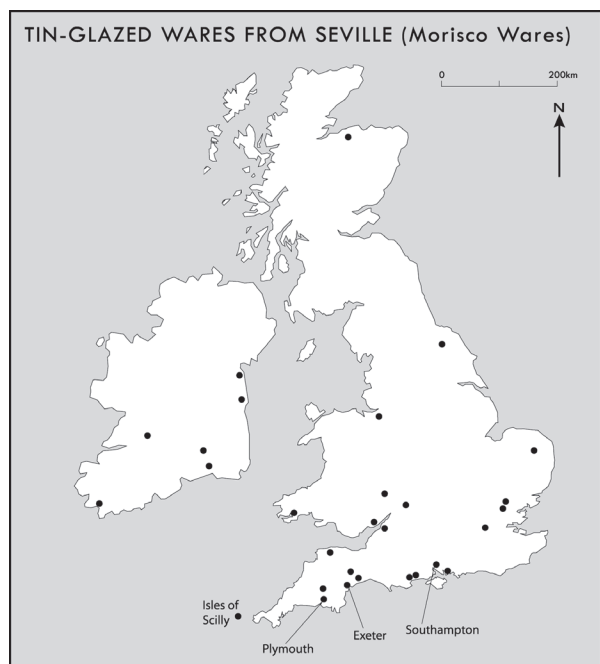 TIN-GLAZED WARES FROM SEVILLE (Morisco Wares)
0 200km
N
Isles of
Scilly
Plymouth
Exeter
Southampton